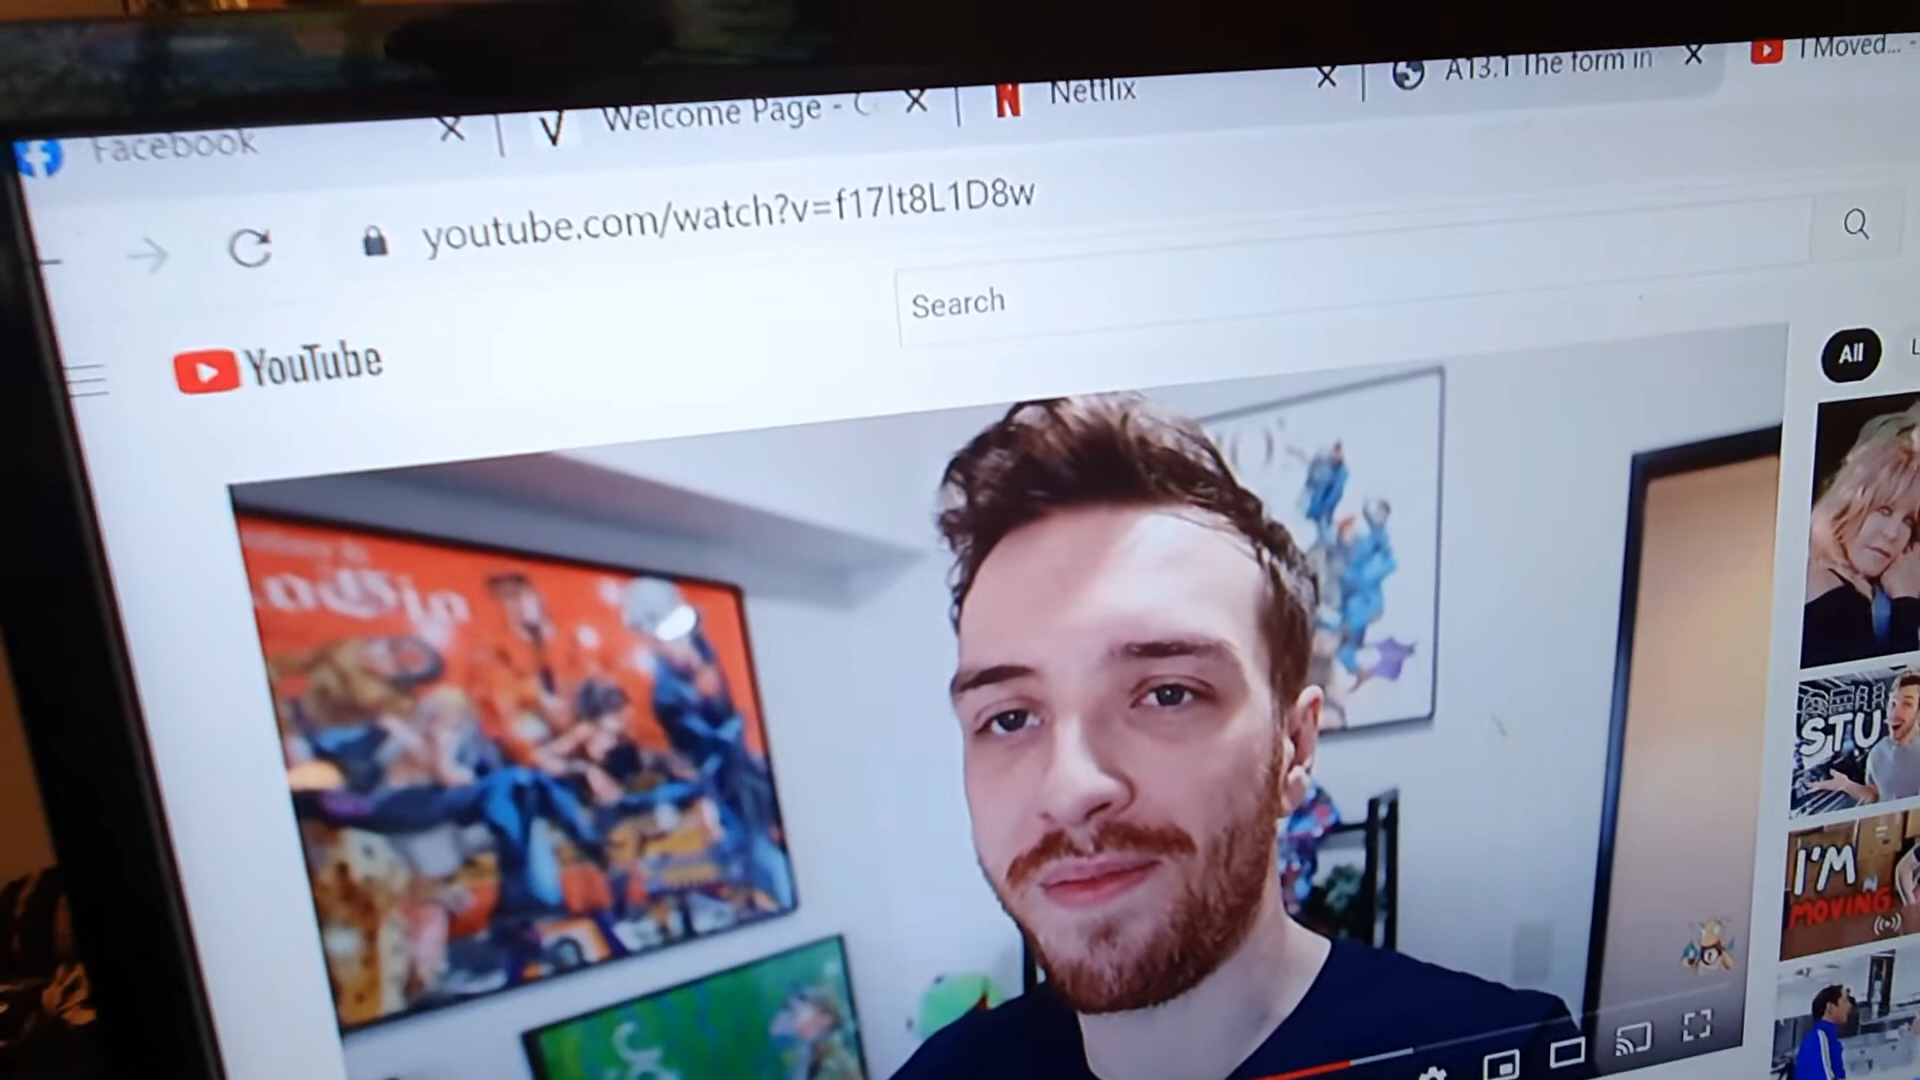 Facebook
Welcome Page -
Netflix
A13.1 The form in
I Moved... -
youtube.com/watch?v=f17lt8L1D8w
Search
YouTube
All
STU
I'M
MOVING